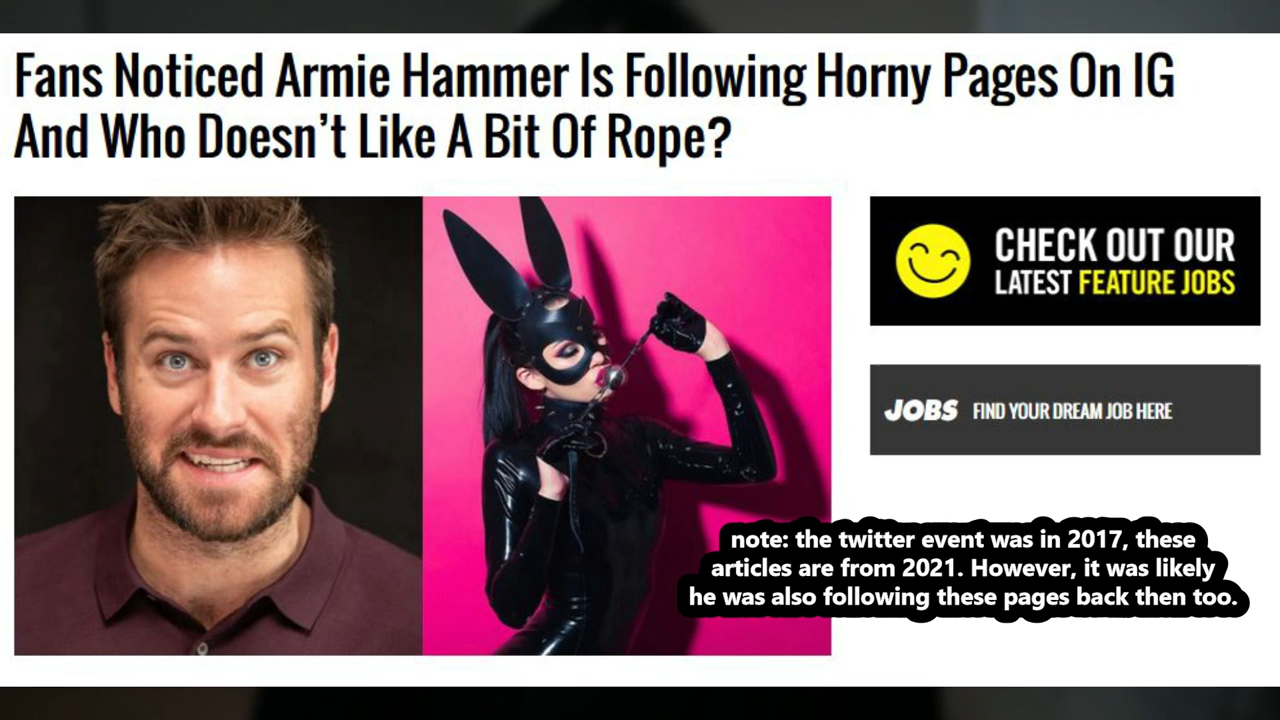 Fans Noticed Armie Hammer Is Following Horny Pages On IG
And Who Doesn’t Like A Bit Of Rope?
CHECK OUT OUR
LATEST FEATURE JOBS
JOBS FIND YOUR DREAM JOB HERE
note: the twitter event was in 2017, these
articles are from 2021. However, it was likely
he was also following these pages back then too.